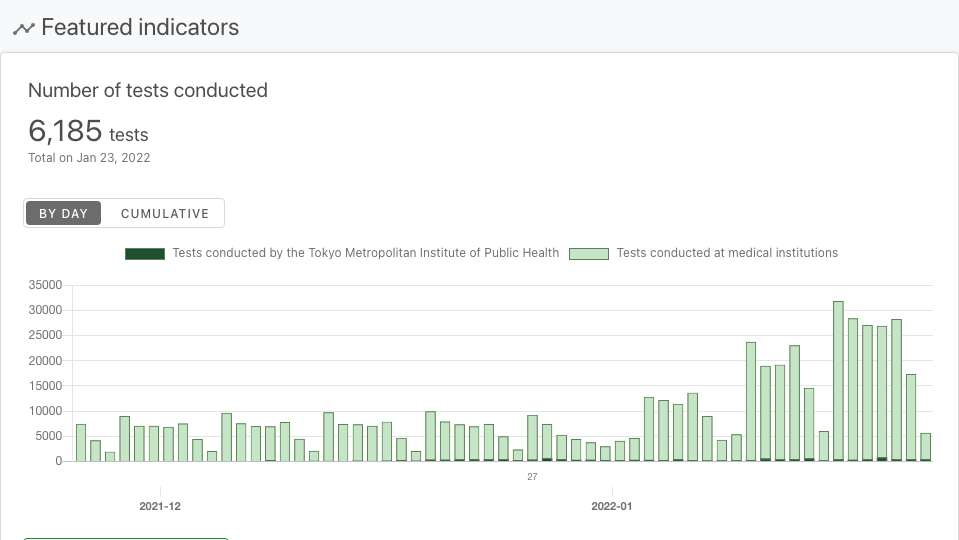 Featured indicators
Number of tests conducted
6,185 tests
Total on Jan 23, 2022
BY DAY CUMULATIVE
Tests conducted by the Tokyo Metropolitan Institute of Public Health Tests conducted at medical institutions
35000
30000
25000
20000
15000
10000
5000
0
27
2021-12 2022-01